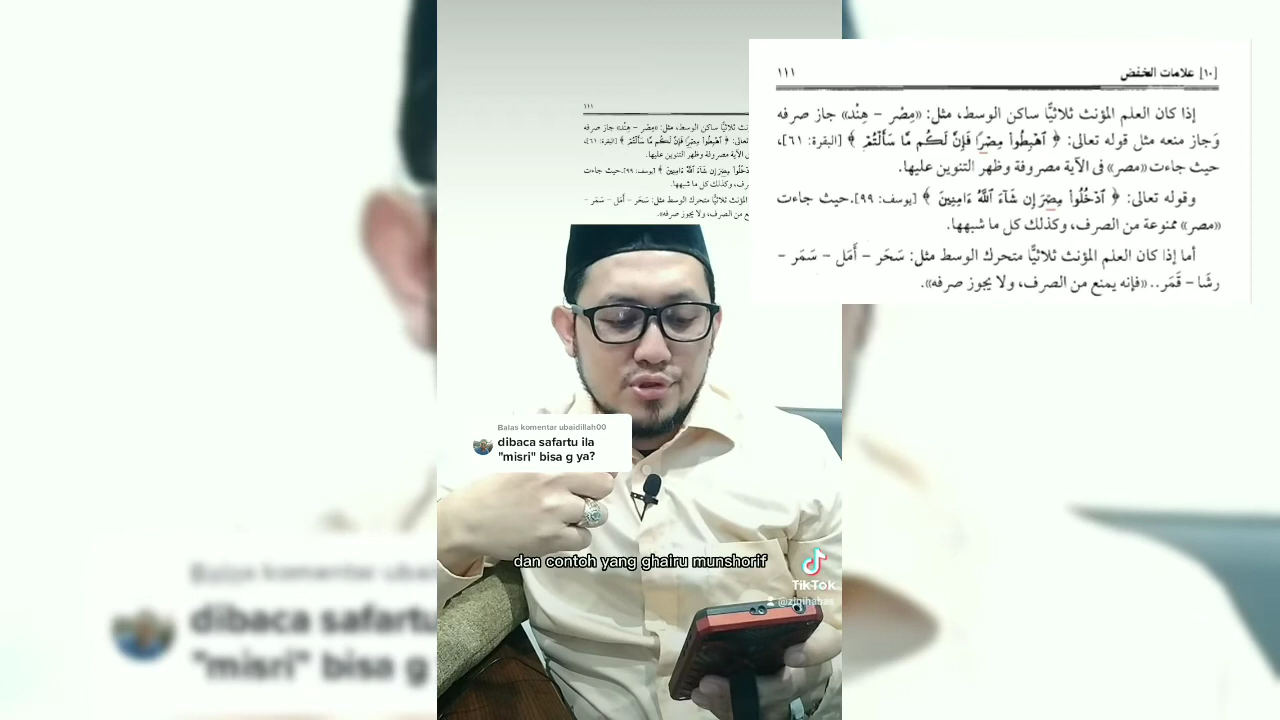 [١٠] علامات الخفض ١١١
إذا كان العلم المؤنث ثلاثيًّا ساكن الوسط، مثل: «مِصْر - هِنْد» جاز صرفه
وَجاز منعه مثل قوله تعالى: ﴿ ٱهْبِطُواْ مِصْرًا فَإِنَّ لَكُم مَّا سَأَلْتُمْ ﴾ [البقرة: ٦١]،
حيث جاءت «مصر» فى الآية مصروفة وظهر التنوين عليها.
وقوله تعالى: ﴿ ٱدْخُلُواْ مِصْرَ إِن شَآءَ ٱللَّهُ ءَامِنِينَ ﴾ [يوسف: ٩٩]. حيث جاءت
«مصر» ممنوعة من الصرف، وكذلك كل ما شبهها.
أما إذا كان العلم المؤنث ثلاثيًّا متحرك الوسط مثل: سَحَر - أَمَل - سَمَر -
رشَا - قَمَر.. «فإنه يمنع من الصرف، ولا يجوز صرفه».
Balas komentar ubaidillah00
dibaca safartu ila
"misri" bisa g ya?
dan contoh yang ghairu munshorif
TikTok